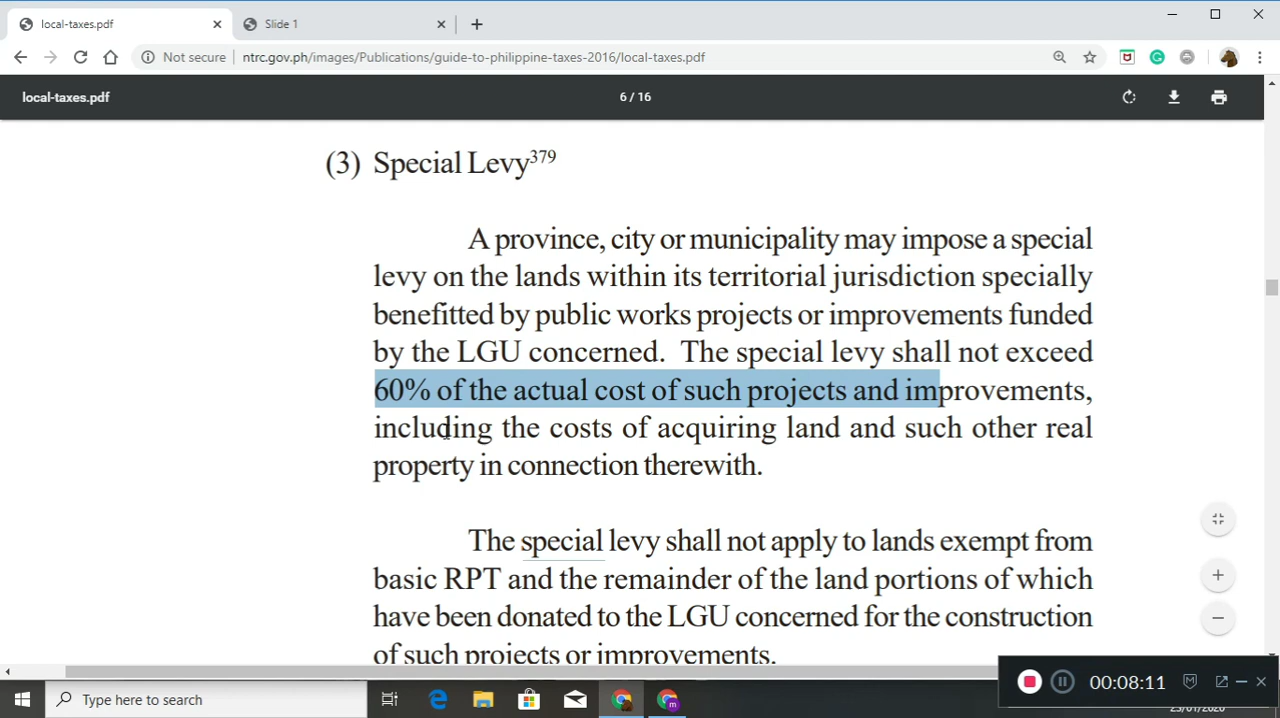 local-taxes.pdf
Slide 1
Not secure
ntrc.gov.ph/images/Publications/guide-to-philippine-taxes-2016/local-taxes.pdf
local-taxes.pdf
6 / 16
(3) Special Levy379
A province, city or municipality may impose a special
levy on the lands within its territorial jurisdiction specially
benefitted by public works projects or improvements funded
by the LGU concerned. The special levy shall not exceed
60% of the actual cost of such projects and improvements,
including the costs of acquiring land and such other real
property in connection therewith.
The special levy shall not apply to lands exempt from
basic RPT and the remainder of the land portions of which
have been donated to the LGU concerned for the construction
of such projects or improvements.
Type here to search
00:08:11
23/01/2020